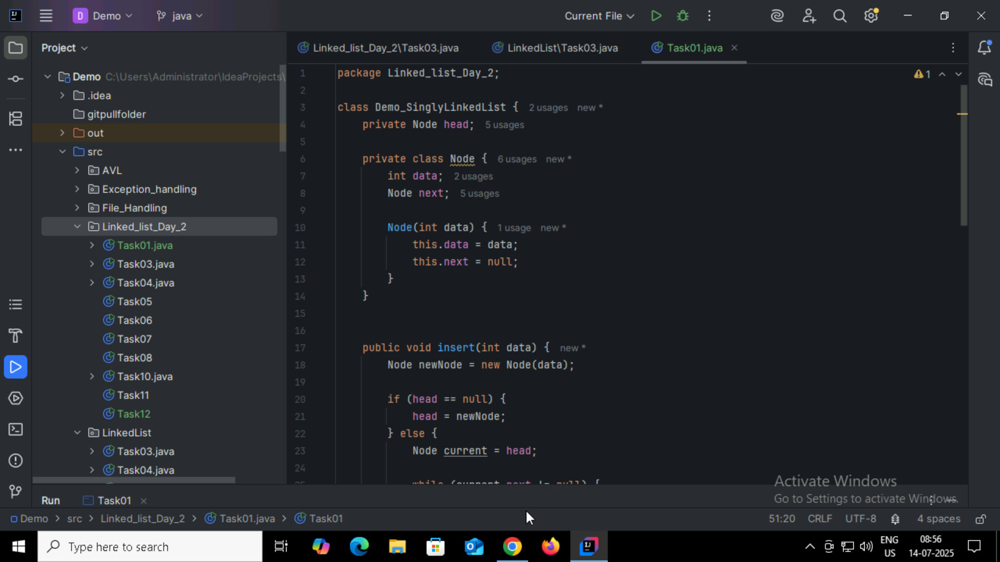 D Demo java Current File
Project
Linked_list_Day_2\Task03.java LinkedList\Task03.java Task01.java
Demo C:\Users\Administrator\IdeaProjects\
.idea
gitpullfolder
out
src
AVL
Exception_handling
File_Handling
Linked_list_Day_2
Task01.java
Task03.java
Task04.java
Task05
Task06
Task07
Task08
Task10.java
Task11
Task12
LinkedList
Task03.java
Task04.java
1 package Linked_list_Day_2; 1
2
3 class Demo_SinglyLinkedList { 2 usages new *
4 private Node head; 5 usages
5
6 private class Node { 6 usages new *
7 int data; 2 usages
8 Node next; 5 usages
9
10 Node(int data) { 1 usage new *
11 this.data = data;
12 this.next = null;
13 }
14 }
15
16
17 public void insert(int data) { new *
18 Node newNode = new Node(data);
19
20 if (head == null) {
21 head = newNode;
22 } else {
23 Node current = head;
24
25 while (current.next != null) {
Activate Windows
Go to Settings to activate Windows.
Run Task01
Demo > src > Linked_list_Day_2 > Task01.java > Task01 51:20 CRLF UTF-8 4 spaces
Type here to search
ENG
US
08:56
14-07-2025